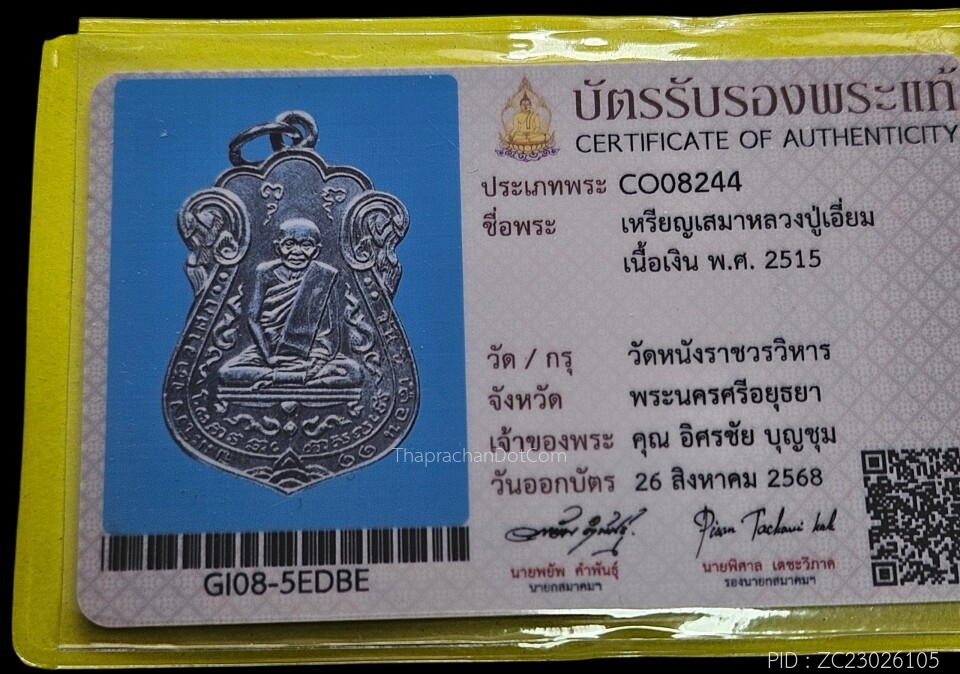 บัตรรับรองพระแท้
CERTIFICATE OF AUTHENTICITY
ประเภทพระ CO08244
ชื่อพระ เหรียญเสมาหลวงปู่เอี่ยม
เนื้อเงิน พ.ศ. 2515
วัด / กรุ วัดหนังราชวรวิหาร
จังหวัด พระนครศรีอยุธยา
เจ้าของพระ คุณ อิศรชัย บุญชุม
วันออกบัตร 26 สิงหาคม 2568
ThaprachanDotCom
นายพยัพ คำพันธุ์
นายกสมาคมฯ
นายพิศาล เตชะวิภาค
รองนายกสมาคมฯ
GI08-5EDBE
PID : ZC23026105